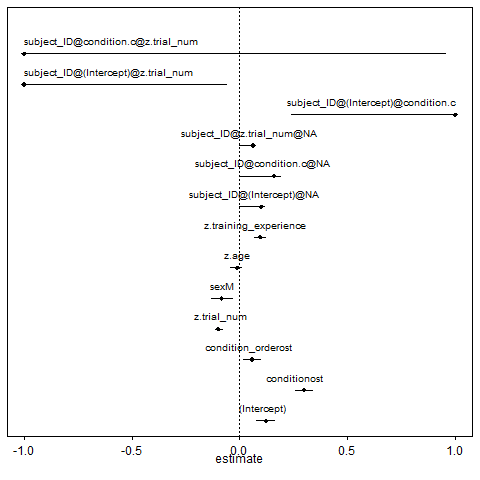 subject_ID@condition.c@z.trial_num
subject_ID@(Intercept)@z.trial_num
subject_ID@(Intercept)@condition.c
subject_ID@z.trial_num@NA
subject_ID@condition.c@NA
subject_ID@(Intercept)@NA
z.training_experience
z.age
sexM
z.trial_num
condition_orderost
conditionost
(Intercept)
-1.0 -0.5 0.0 0.5 1.0
estimate